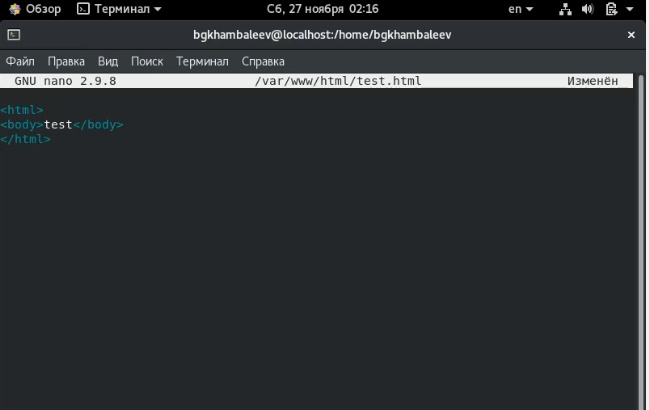 Обзор Терминал Сб, 27 ноября 02:16 en
bgkhambaleev@localhost:/home/bgkhambaleev
Файл Правка Вид Поиск Терминал Справка
GNU nano 2.9.8 /var/www/html/test.html Изменён
<html>
<body>test</body>
</html>